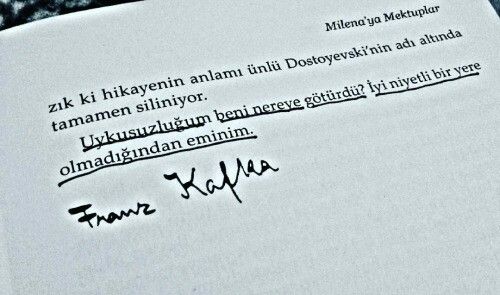 Milena'ya Mektuplar
zık ki hikayenin anlamı ünlü Dostoyevski'nin adı altında
tamamen siliniyor.
Uykusuzluğum beni nereye götürdü? İyi niyetli bir yere
olmadığından eminim.
Franz Kafka